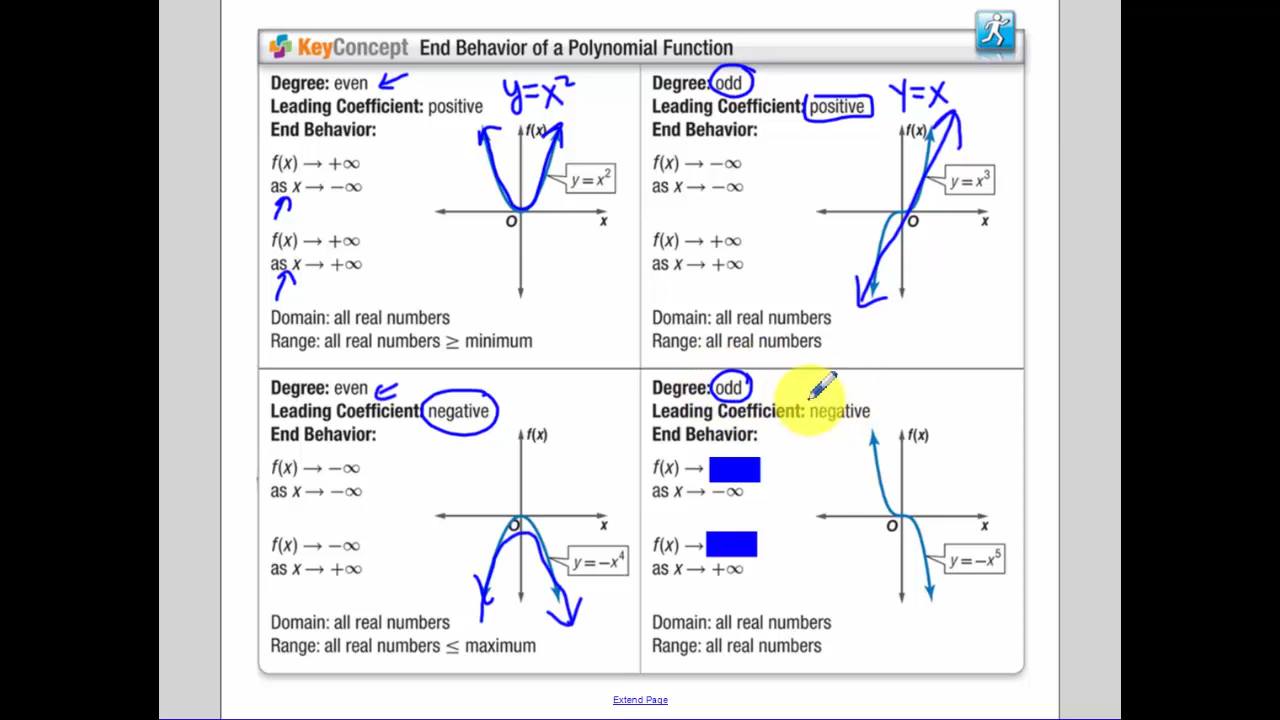 KeyConcept End Behavior of a Polynomial Function
Degree: even
Leading Coefficient: positive
End Behavior:
f(x) → +∞
as x → −∞
f(x) → +∞
as x → +∞
Domain: all real numbers
Range: all real numbers ≥ minimum
y=x²
f(x)
y = x²
O
x
Degree: odd
Leading Coefficient: positive
End Behavior:
f(x) → −∞
as x → −∞
f(x) → +∞
as x → +∞
Domain: all real numbers
Range: all real numbers
Y=X
f(x)
y = x³
O
x
Degree: even
Leading Coefficient: negative
End Behavior:
f(x) → −∞
as x → −∞
f(x) → −∞
as x → +∞
Domain: all real numbers
Range: all real numbers ≤ maximum
f(x)
O
x
y = −x⁴
Degree: odd
Leading Coefficient: negative
End Behavior:
f(x) →
as x → −∞
f(x) →
as x → +∞
Domain: all real numbers
Range: all real numbers
f(x)
O
x
y = −x⁵
Extend Page